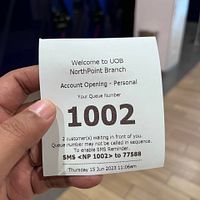 Welcome to UOB
NorthPoint Branch
Account Opening - Personal
Your Queue Number
1002
2 customer(s) waiting in front of you.
Queue number may not be called in sequence.
To enable SMS Reminder,
SMS <NP 1002> to 77588
Thursday 15 Jun 2023 11:06am